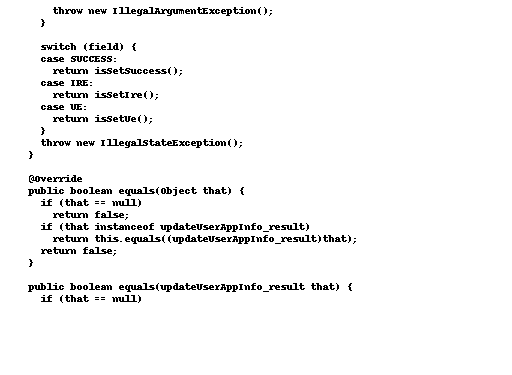 throw new IllegalArgumentException();
}
switch (field) {
case SUCCESS:
return isSetSuccess();
case IRE:
return isSetIre();
case UE:
return isSetUe();
}
throw new IllegalStateException();
}
@Override
public boolean equals(Object that) {
if (that == null)
return false;
if (that instanceof updateUserAppInfo_result)
return this.equals((updateUserAppInfo_result)that);
return false;
}
public boolean equals(updateUserAppInfo_result that) {
if (that == null)